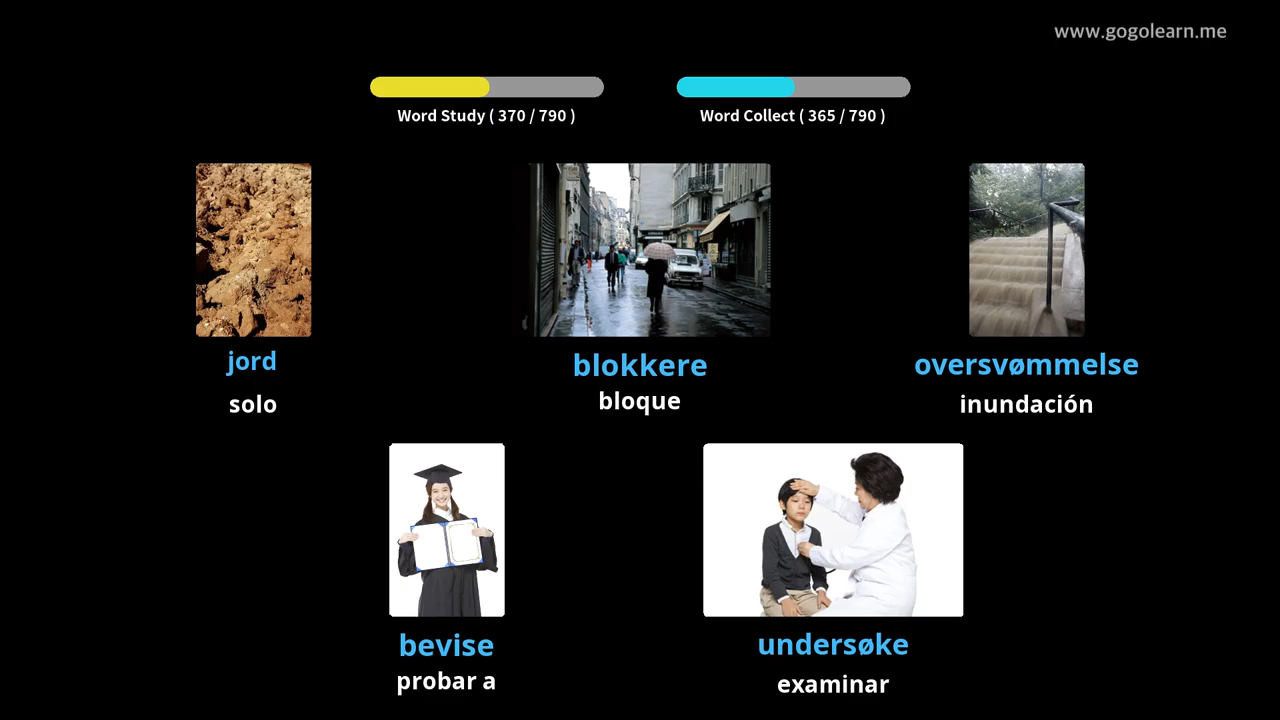 www.gogolearn.me
Word Study ( 370 / 790 )
Word Collect ( 365 / 790 )
jord
blokkere
oversvømmelse
solo
bloque
inundación
bevise
undersøke
probar a
examinar